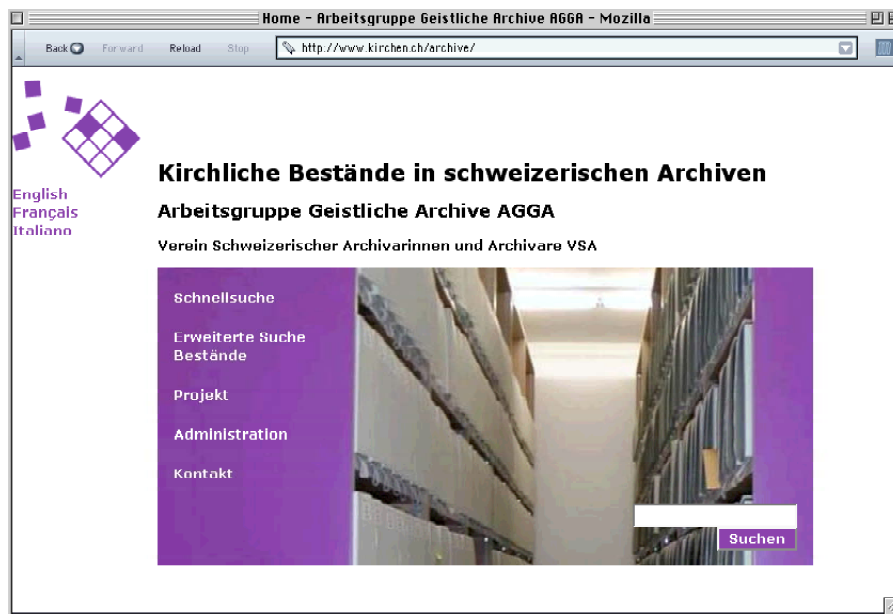 Home - Arbeitsgruppe Geistliche Archive AGGA - Mozilla
Back Forward Reload Stop http://www.kirchen.ch/archive/
English
Français
Italiano
Kirchliche Bestände in schweizerischen Archiven
Arbeitsgruppe Geistliche Archive AGGA
Verein Schweizerischer Archivarinnen und Archivare VSA
Schnellsuche
Erweiterte Suche
Bestände
Projekt
Administration
Kontakt
Suchen